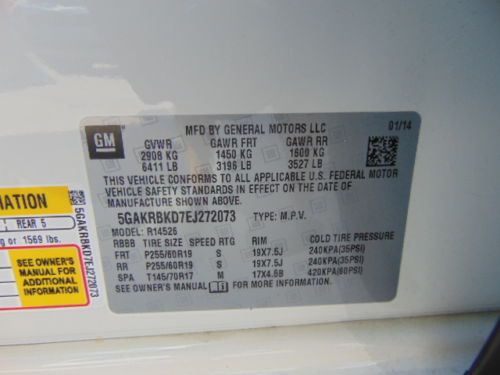 GM
MFD BY GENERAL MOTORS LLC
01/14
GVWR GAWR FRT GAWR RR
2908 KG 1450 KG 1600 KG
6411 LB 3196 LB 3527 LB
THIS VEHICLE CONFORMS TO ALL APPLICABLE U.S. FEDERAL MOTOR
VEHICLE SAFETY STANDARDS IN EFFECT ON THE DATE OF
MANUFACTURE SHOWN ABOVE.
5GAKRBKD7EJ272073 TYPE: M.P.V.
MODEL: R14526
RBBB TIRE SIZE SPEED RTG RIM COLD TIRE PRESSURE
FRT P255/60R19 S 19X7.5J 240KPA(35PSI)
RR P255/60R19 S 19X7.5J 240KPA(35PSI)
SPA T145/70R17 M 17X4.5B 420KPA(60PSI)
SEE OWNER'S MANUAL FOR MORE INFORMATION
MATION
REAR 5
or 1569 lbs.
SEE OWNER'S
MANUAL FOR
ADDITIONAL
INFORMATION
5GAKRBKD7EJ272073